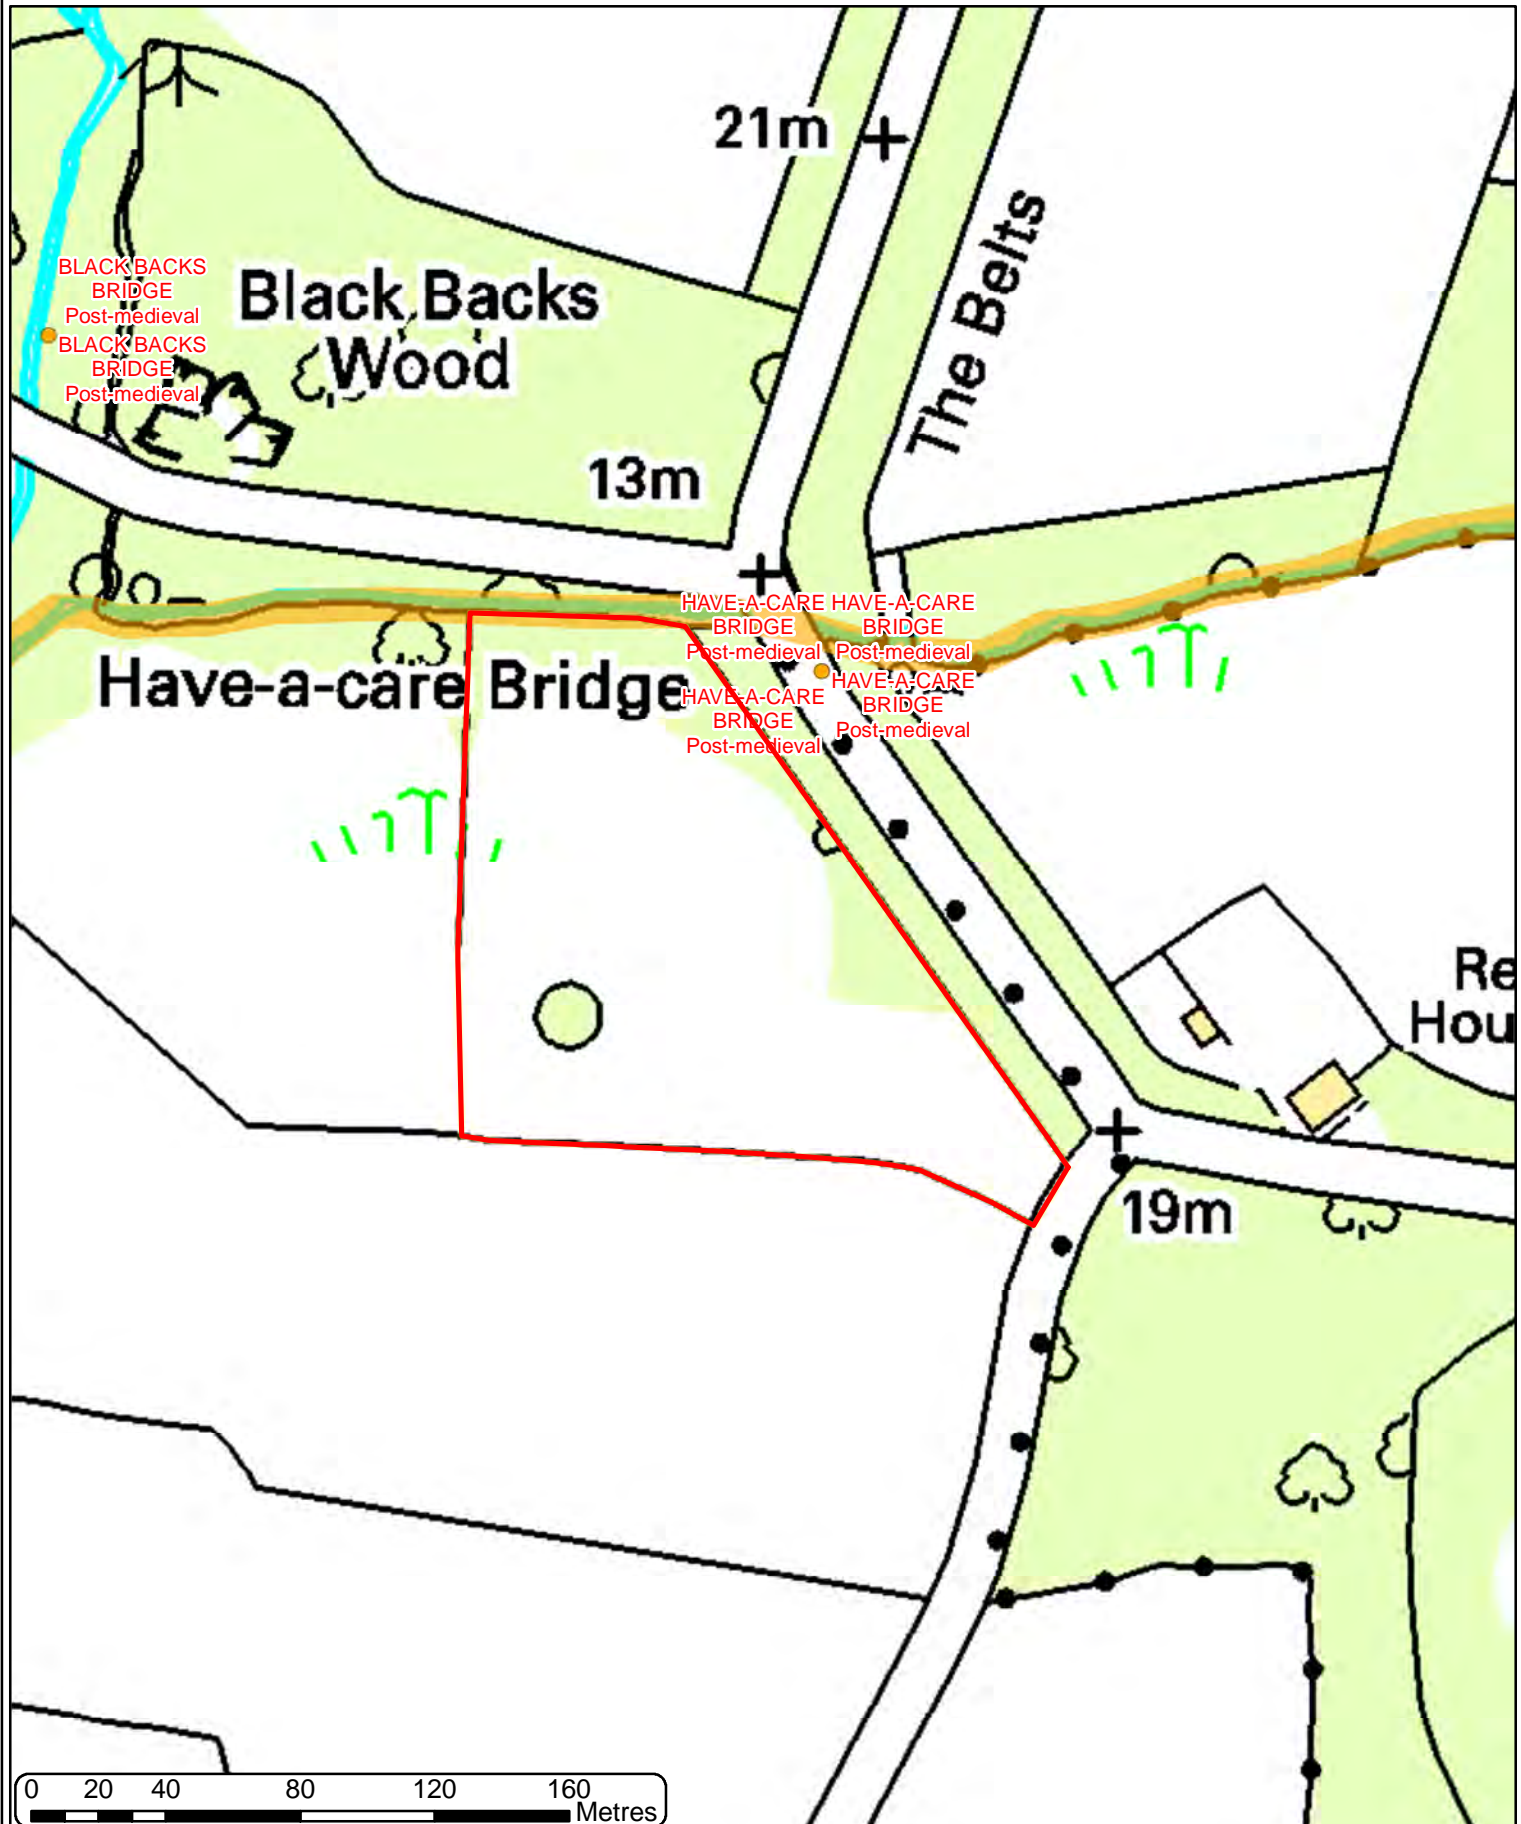 21m
The Belts
BLACK BACKS
BRIDGE
Post-medieval
BLACK BACKS
BRIDGE
Post-medieval
Black Backs
Wood
13m
HAVE-A-CARE
BRIDGE
Post-medieval
HAVE-A-CARE
BRIDGE
Post-medieval
Have-a-care Bridge
HAVE-A-CARE
BRIDGE
Post-medieval
HAVE-A-CARE
BRIDGE
Post-medieval
Re
Hou
19m
0 20 40 80 120 160
Metres